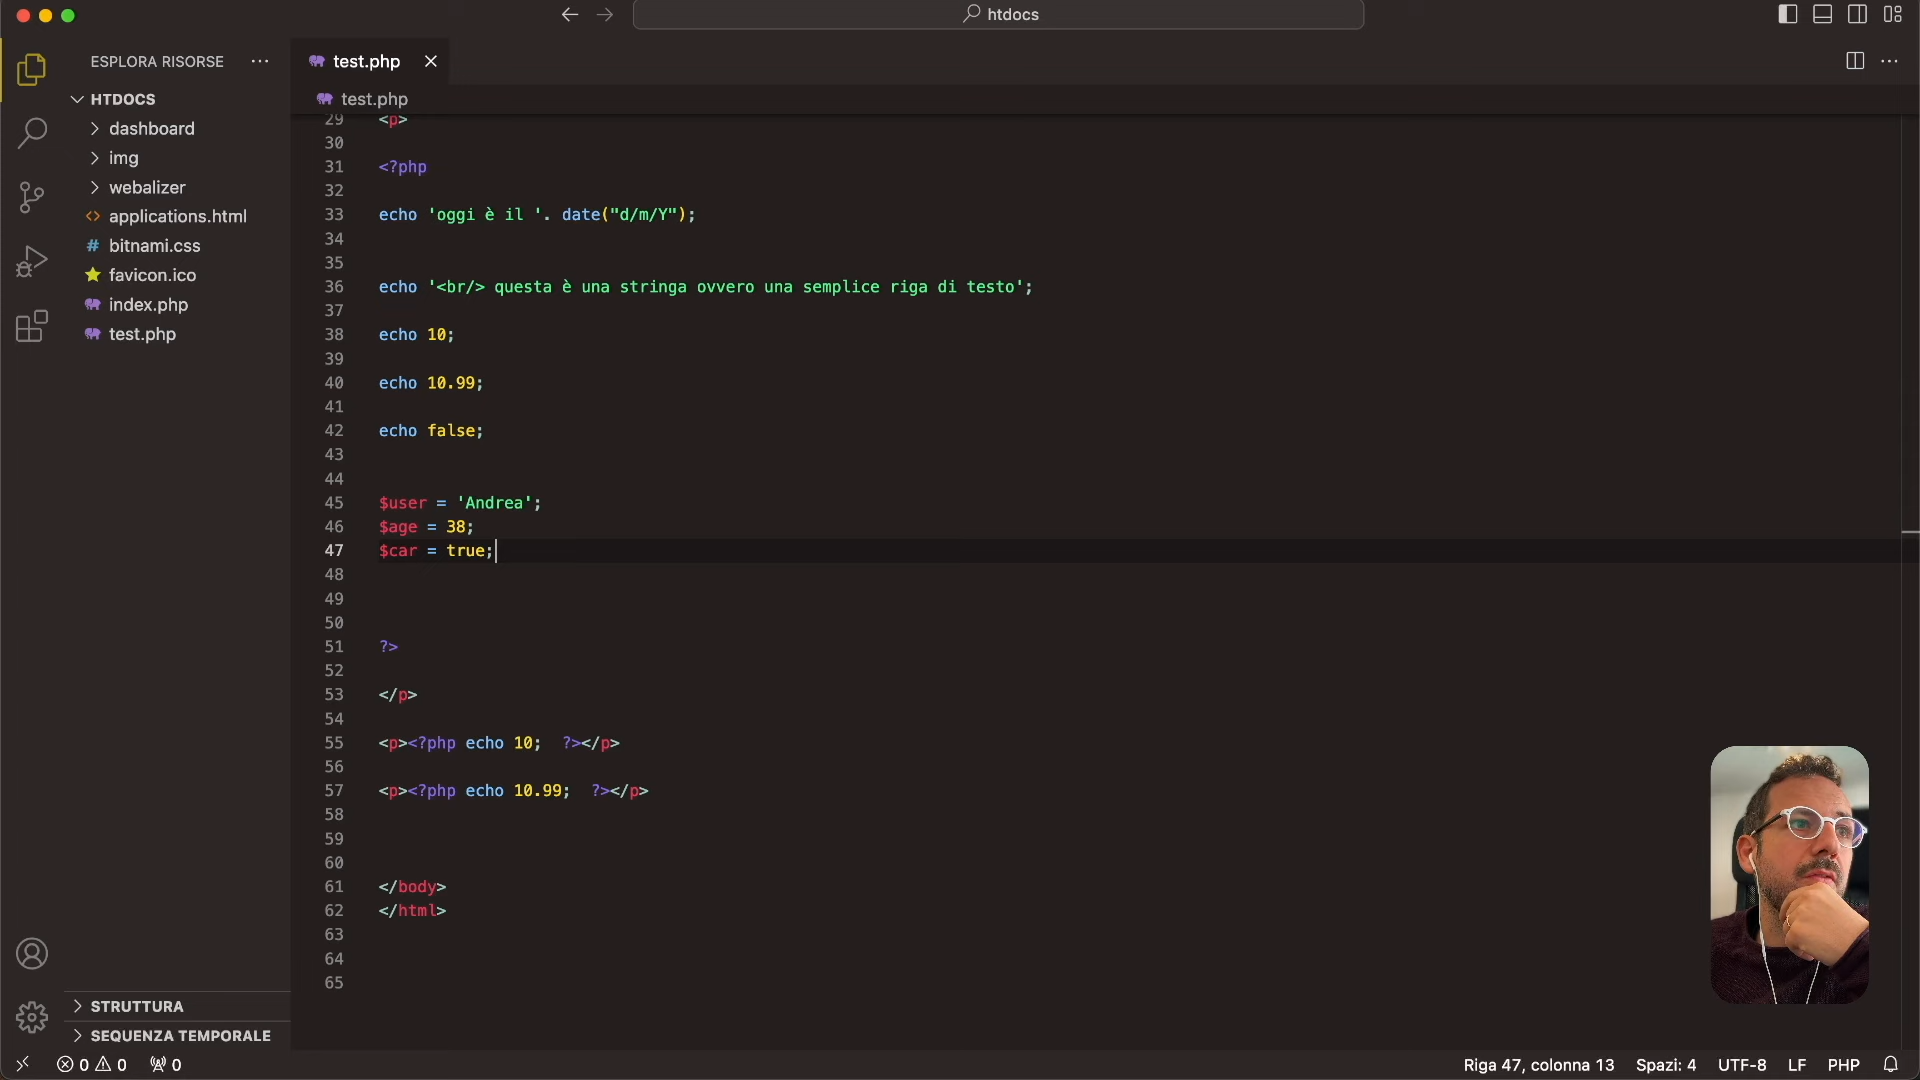 htdocs
ESPLORA RISORSE
HTDOCS
dashboard
img
webalizer
applications.html
bitnami.css
favicon.ico
index.php
test.php
STRUTTURA
SEQUENZA TEMPORALE
test.php
test.php
29 <p>
30
31 <?php
32
33 echo 'oggi è il '. date("d/m/Y");
34
35
36 echo '<br/> questa è una stringa ovvero una semplice riga di testo';
37
38 echo 10;
39
40 echo 10.99;
41
42 echo false;
43
44
45 $user = 'Andrea';
46 $age = 38;
47 $car = true;
48
49
50
51 ?>
52
53 </p>
54
55 <p><?php echo 10;  ?></p>
56
57 <p><?php echo 10.99;  ?></p>
58
59
60
61 </body>
62 </html>
63
64
65
0 0 0
Riga 47, colonna 13 Spazi: 4 UTF-8 LF PHP